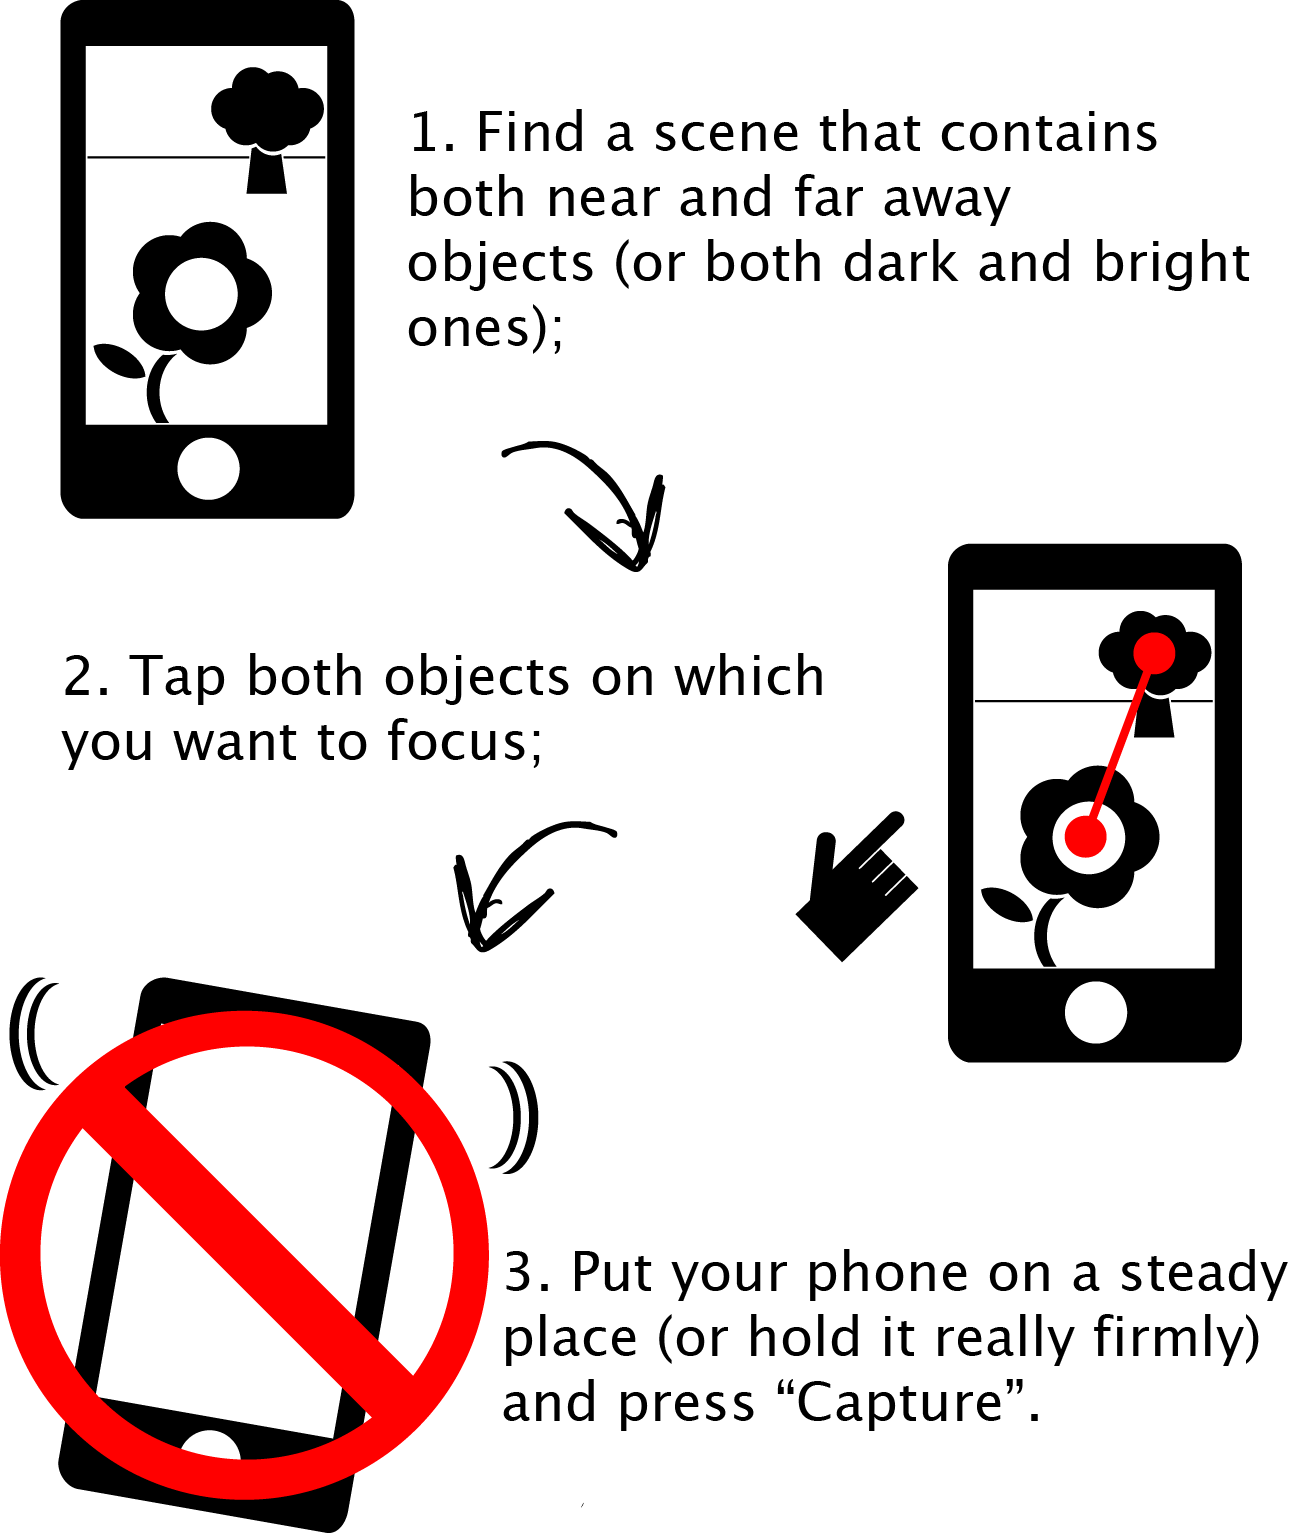 1. Find a scene that contains
both near and far away
objects (or both dark and bright
ones);
2. Tap both objects on which
you want to focus;
3. Put your phone on a steady
place (or hold it really firmly)
and press “Capture”.